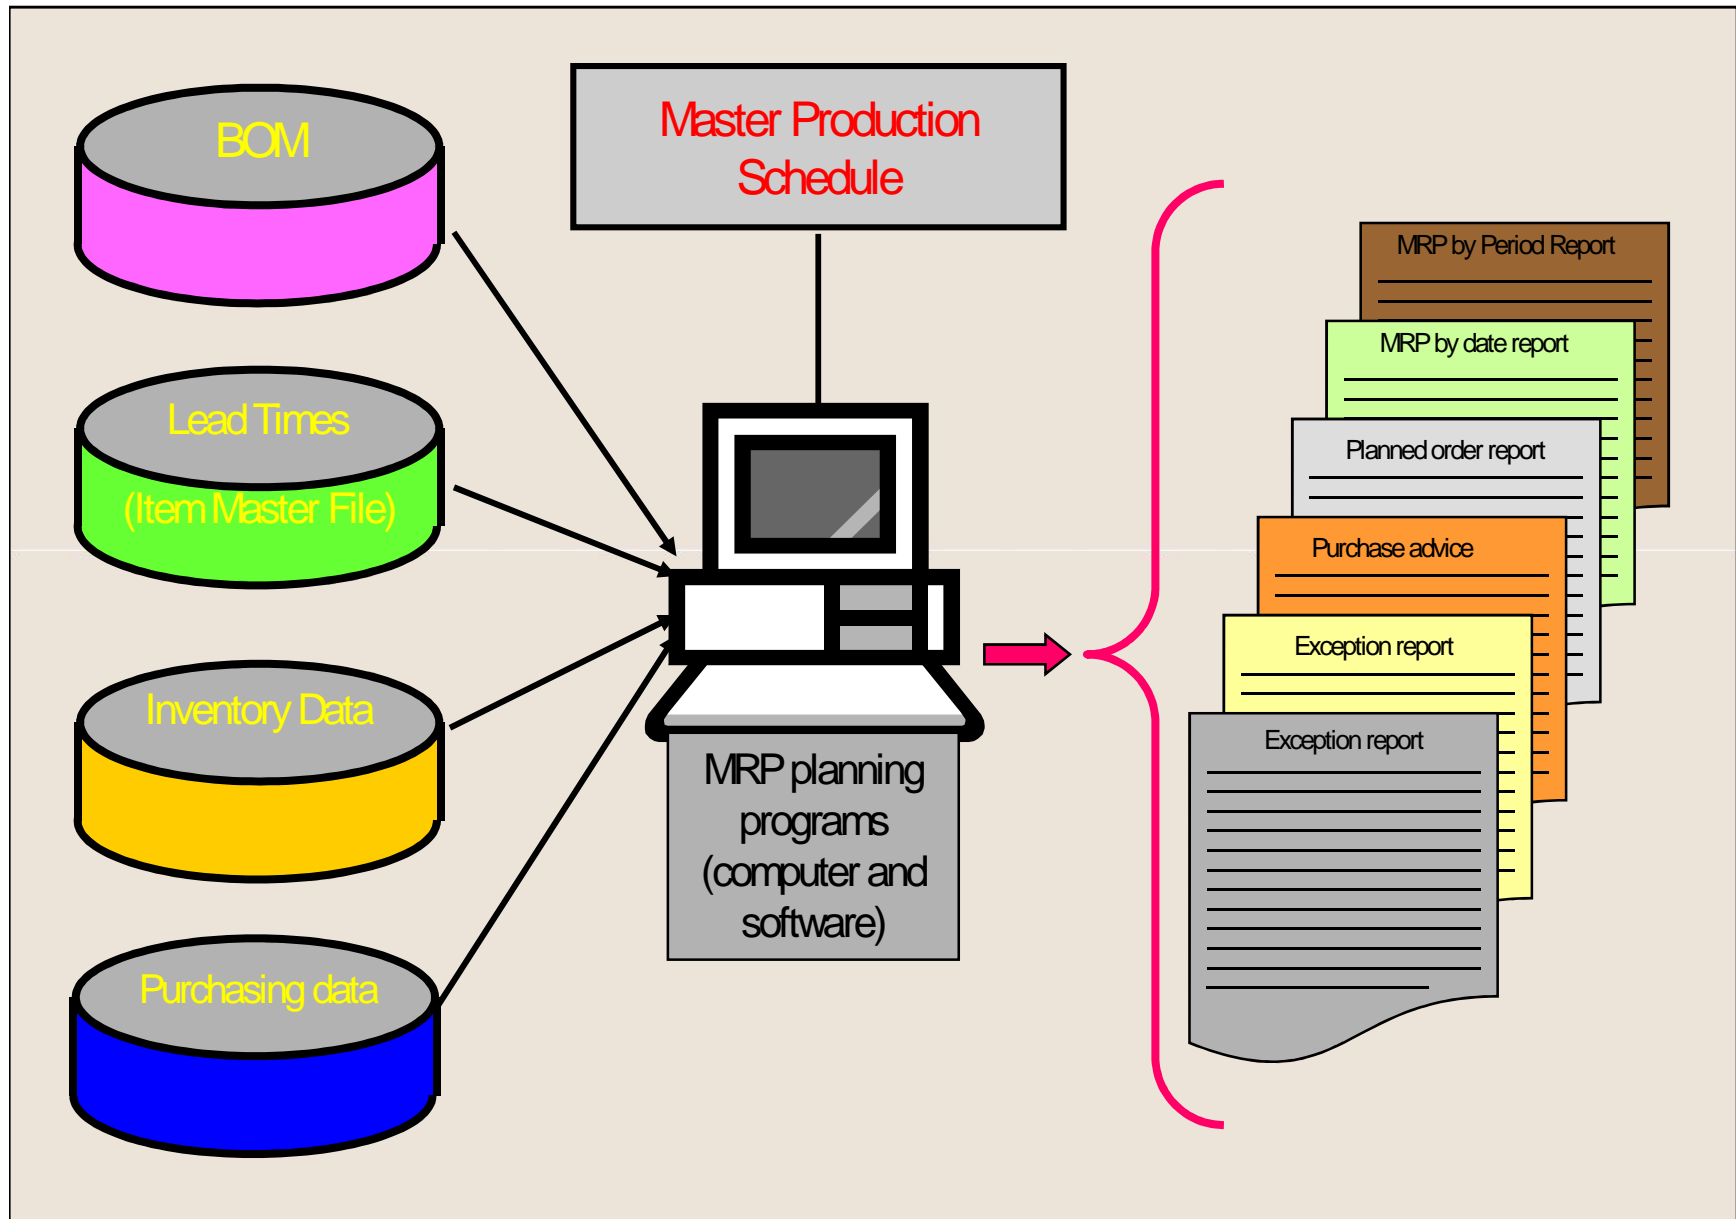 BOM
Lead Times
(Item Master File)
Inventory Data
Purchasing data
Master Production
Schedule
MRP planning
programs
(computer and
software)
MRP by Period Report
MRP by date report
Planned order report
Purchase advice
Exception report
Exception report